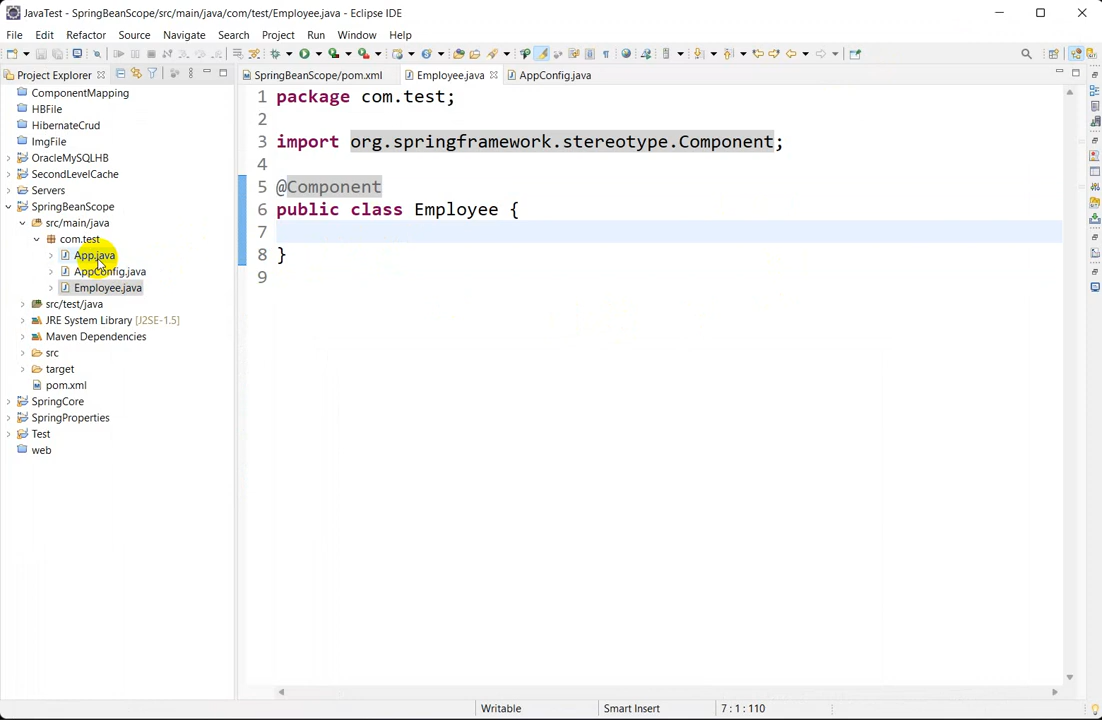 JavaTest - SpringBeanScope/src/main/java/com/test/Employee.java - Eclipse IDE
File Edit Refactor Source Navigate Search Project Run Window Help
Project Explorer
SpringBeanScope/pom.xml
Employee.java
AppConfig.java
ComponentMapping
HBFile
HibernateCrud
ImgFile
OracleMySQLHB
SecondLevelCache
Servers
SpringBeanScope
src/main/java
com.test
App.java
AppConfig.java
Employee.java
src/test/java
JRE System Library [J2SE-1.5]
Maven Dependencies
src
target
pom.xml
SpringCore
SpringProperties
Test
web
1 package com.test;
2
3 import org.springframework.stereotype.Component;
4
5 @Component
6 public class Employee {
7
8 }
9
Writable
Smart Insert
7 : 1 : 110